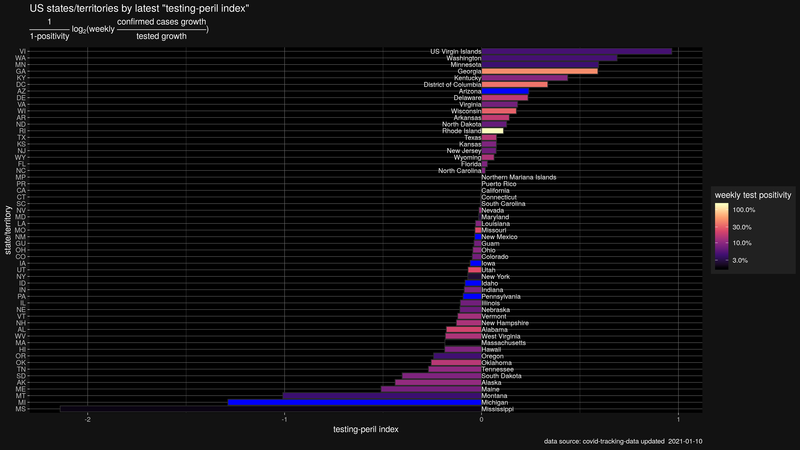 US states/territories by latest "testing-peril index"
1
1-positivity
log2(weekly confirmed cases growth
tested growth
)
VI US Virgin Islands
WA Washington
MN Minnesota
GA Georgia
KY Kentucky
DC District of Columbia
AZ Arizona
DE Delaware
VA Virginia
WI Wisconsin
AR Arkansas
ND North Dakota
RI Rhode Island
TX Texas
KS Kansas
NJ New Jersey
WY Wyoming
FL Florida
NC North Carolina
MP Northern Mariana Islands
PR Puerto Rico
CA California
CT Connecticut
SC South Carolina
NV Nevada
MD Maryland
LA Louisiana
MO Missouri
NM New Mexico
GU Guam
OH Ohio
CO Colorado
IA Iowa
UT Utah
NY New York
ID Idaho
IN Indiana
PA Pennsylvania
IL Illinois
NE Nebraska
VT Vermont
NH New Hampshire
AL Alabama
WV West Virginia
MA Massachusetts
HI Hawaii
OR Oregon
OK Oklahoma
TN Tennessee
SD South Dakota
AK Alaska
ME Maine
MT Montana
MI Michigan
MS Mississippi
state/territory
-2 -1 0 1
testing-peril index
weekly test positivity
100.0%
30.0%
10.0%
3.0%
data source: covid-tracking-data updated 2021-01-10